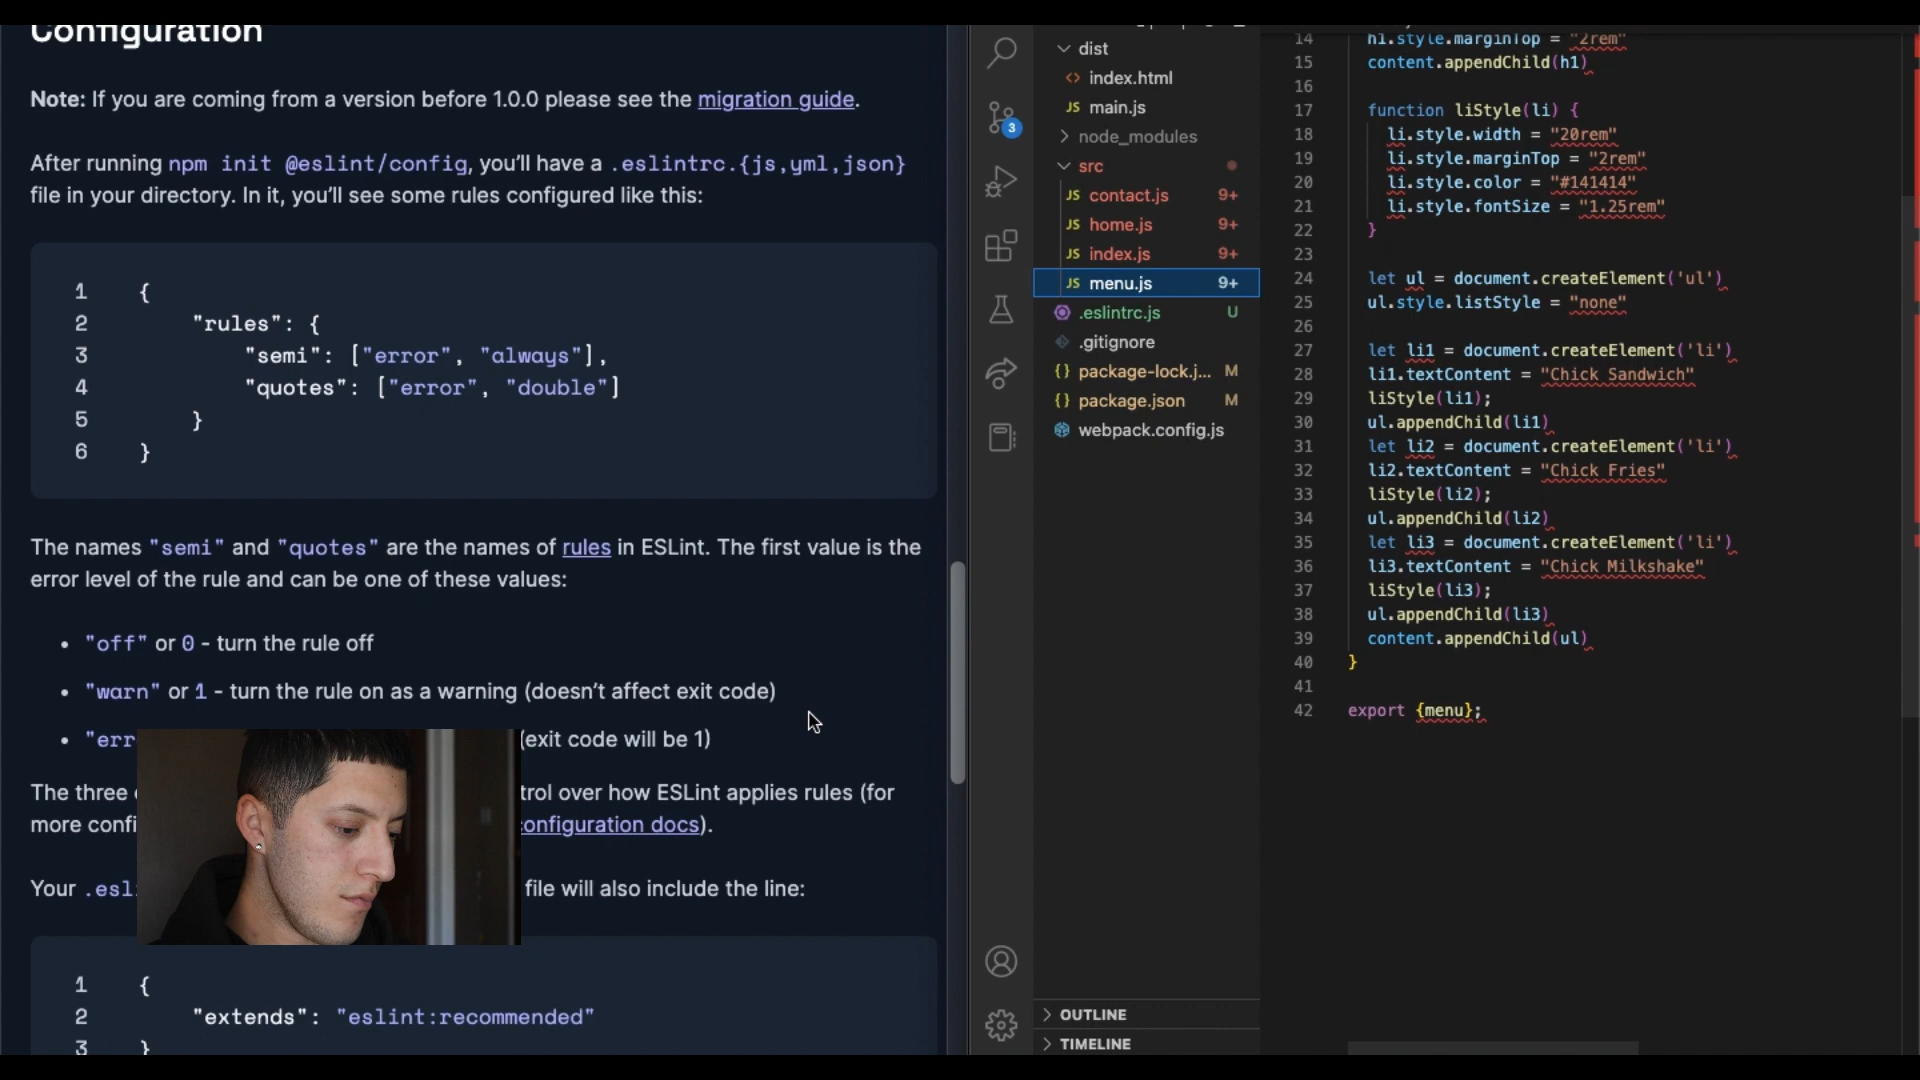 Configuration
Note: If you are coming from a version before 1.0.0 please see the migration guide.
After running npm init @eslint/config, you’ll have a .eslintrc.{js,yml,json}
file in your directory. In it, you’ll see some rules configured like this:
1 {
2 "rules": {
3 "semi": ["error", "always"],
4 "quotes": ["error", "double"]
5 }
6 }
The names "semi" and "quotes" are the names of rules in ESLint. The first value is the
error level of the rule and can be one of these values:
• "off" or 0 - turn the rule off
• "warn" or 1 - turn the rule on as a warning (doesn’t affect exit code)
• "err (exit code will be 1)
The three trol over how ESLint applies rules (for
more confi onfiguration docs).
Your .esl file will also include the line:
1 {
2 "extends": "eslint:recommended"
3 }
3
dist
index.html
JS main.js
node_modules
src
JS contact.js 9+
JS home.js 9+
JS index.js 9+
JS menu.js 9+
.eslintrc.js U
.gitignore
{} package-lock.j... M
{} package.json M
webpack.config.js
OUTLINE
TIMELINE
14 h1.style.marginTop = "2rem"
15 content.appendChild(h1)
16
17 function liStyle(li) {
18 li.style.width = "20rem"
19 li.style.marginTop = "2rem"
20 li.style.color = "#141414"
21 li.style.fontSize = "1.25rem"
22 }
23
24 let ul = document.createElement('ul')
25 ul.style.listStyle = "none"
26
27 let li1 = document.createElement('li')
28 li1.textContent = "Chick Sandwich"
29 liStyle(li1);
30 ul.appendChild(li1)
31 let li2 = document.createElement('li')
32 li2.textContent = "Chick Fries"
33 liStyle(li2);
34 ul.appendChild(li2)
35 let li3 = document.createElement('li')
36 li3.textContent = "Chick Milkshake"
37 liStyle(li3);
38 ul.appendChild(li3)
39 content.appendChild(ul)
40 }
41
42 export {menu};